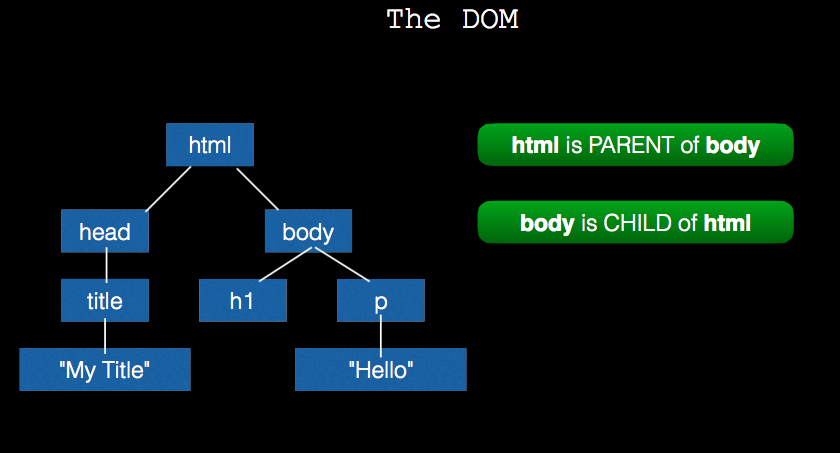 The DOM
html
html is PARENT of body
head
body
body is CHILD of html
title
h1
p
"My Title"
"Hello"